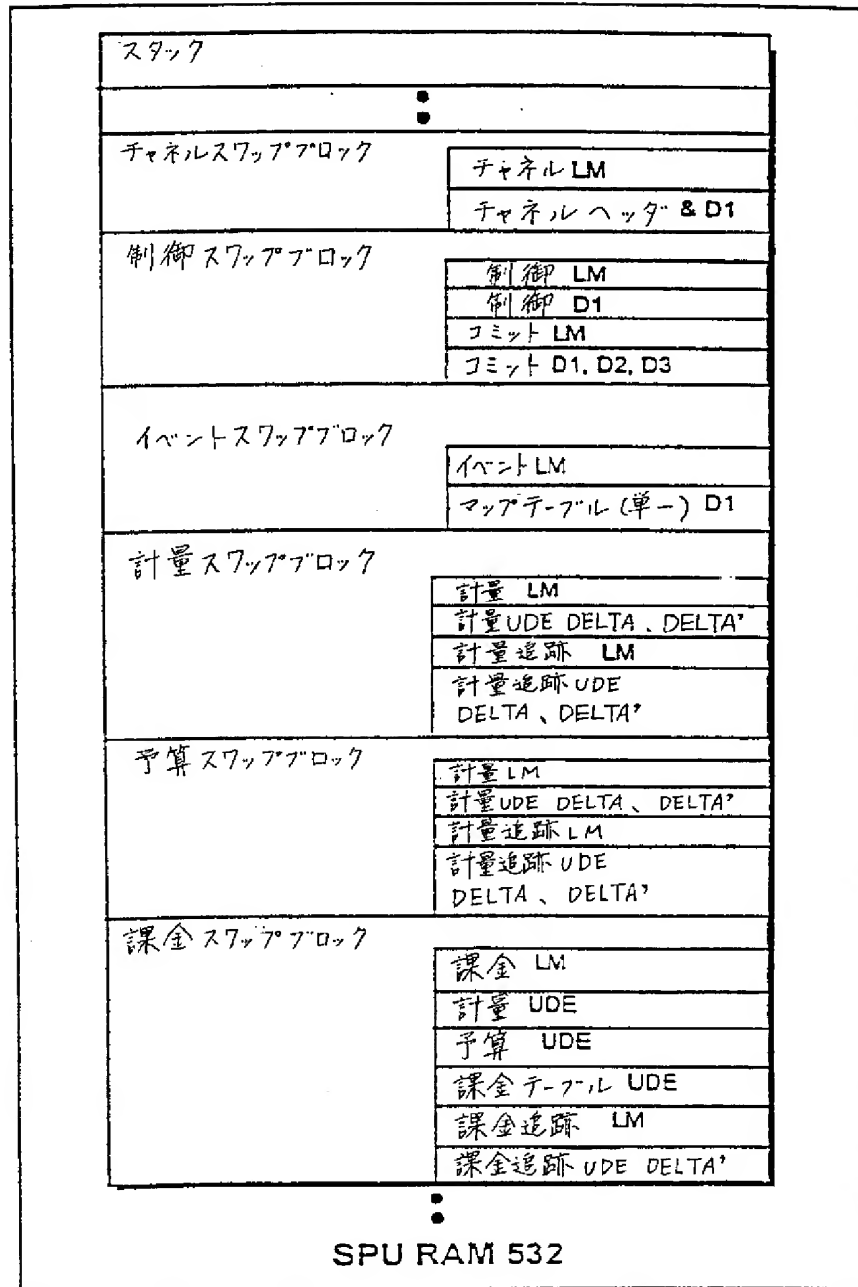 スタック
チャネルスワップブロック
チャネル LM
チャネル ヘッダ & D1
制御スワップブロック
制御 LM
制御 D1
コミット LM
コミット D1, D2, D3
イベントスワップブロック
イベント LM
マップテーブル (単一) D1
計量スワップブロック
計量 LM
計量UDE DELTA、DELTA'
計量追跡 LM
計量追跡 UDE
DELTA、DELTA'
予算スワップブロック
計量 LM
計量UDE DELTA、DELTA'
計量追跡 LM
計量追跡 UDE
DELTA、DELTA'
課金スワップブロック
課金 LM
計量 UDE
予算 UDE
課金テーブル UDE
課金追跡 LM
課金追跡 UDE DELTA'
SPU RAM 532